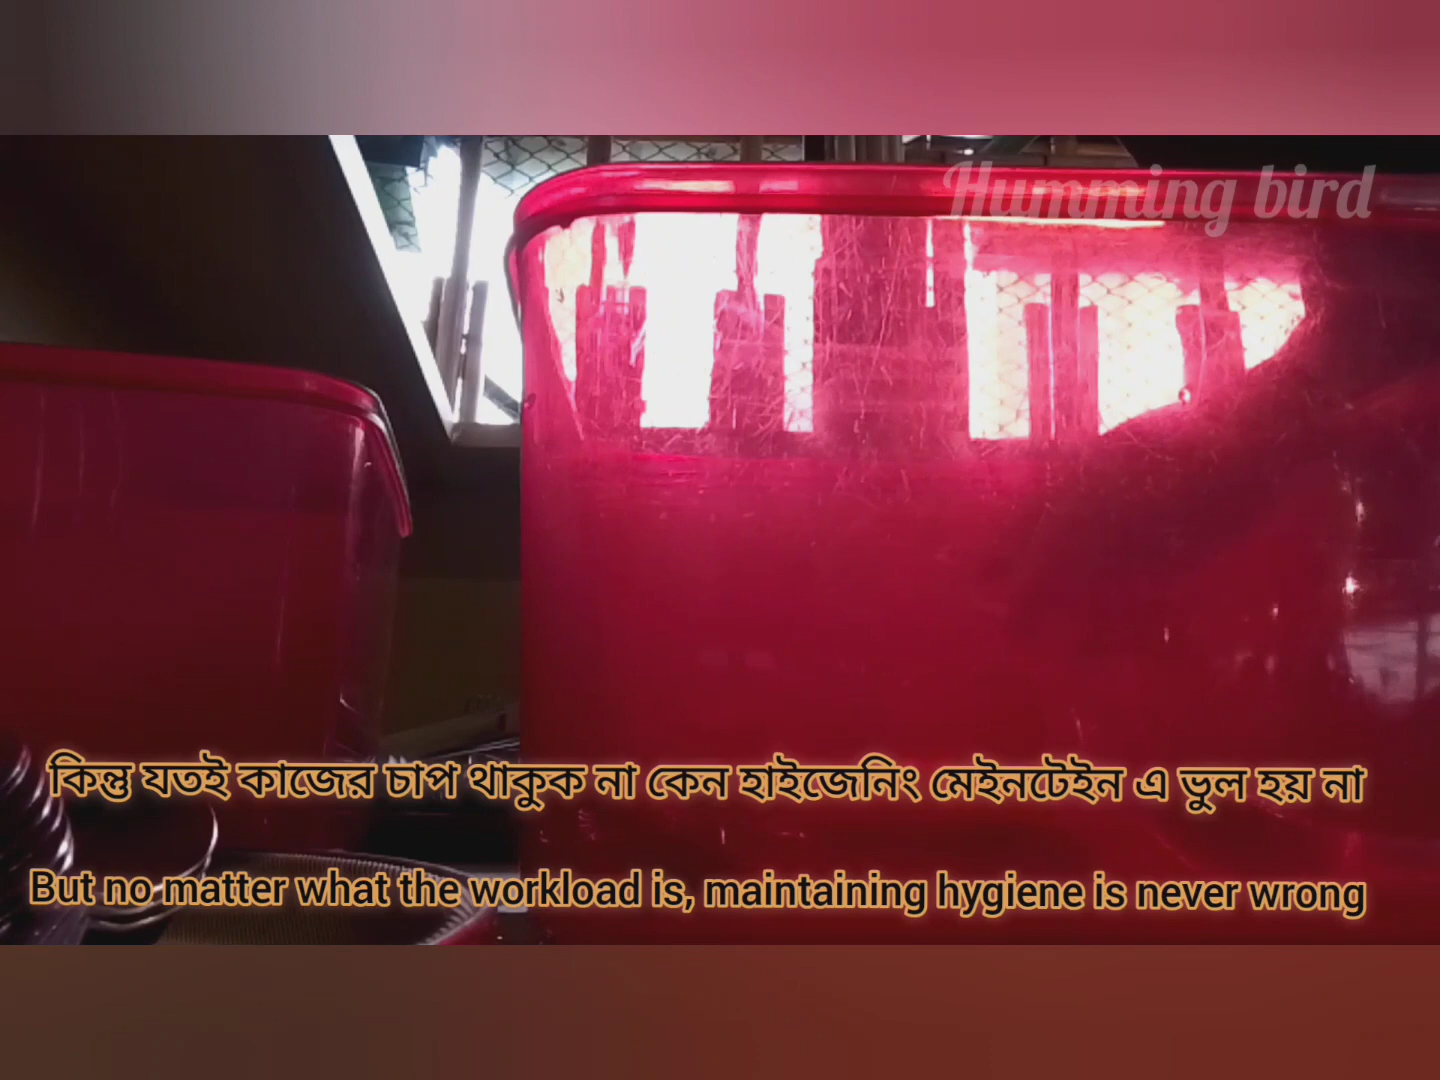 Humming bird
কিন্তু যতই কাজের চাপ থাকুক না কেন হাইজেনিং মেইনটেইন এ ভুল হয় না
But no matter what the workload is, maintaining hygiene is never wrong